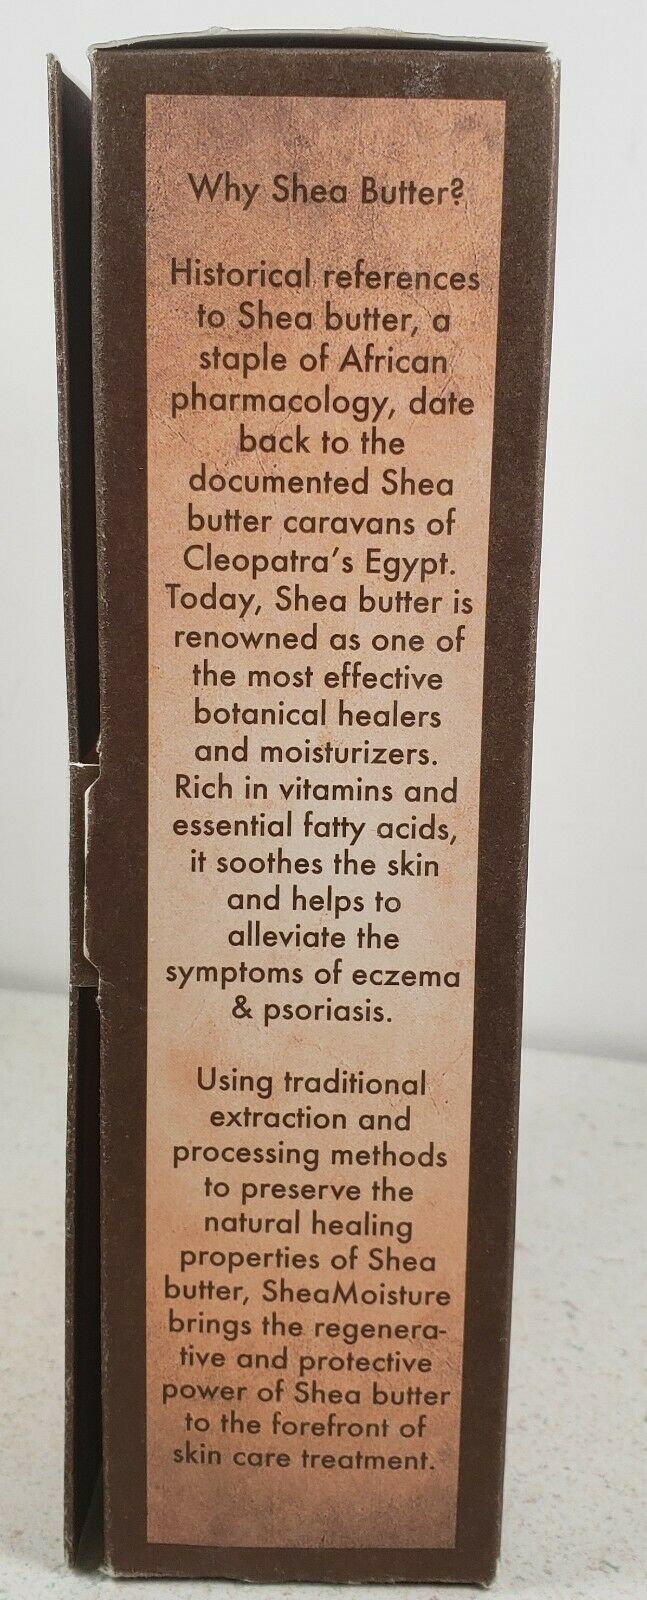 Why Shea Butter?
Historical references
to Shea butter, a
staple of African
pharmacology, date
back to the
documented Shea
butter caravans of
Cleopatra's Egypt.
Today, Shea butter is
renowned as one of
the most effective
botanical healers
and moisturizers.
Rich in vitamins and
essential fatty acids,
it soothes the skin
and helps to
alleviate the
symptoms of eczema
& psoriasis.
Using traditional
extraction and
processing methods
to preserve the
natural healing
properties of Shea
butter, SheaMoisture
brings the regenera-
tive and protective
power of Shea butter
to the forefront of
skin care treatment.